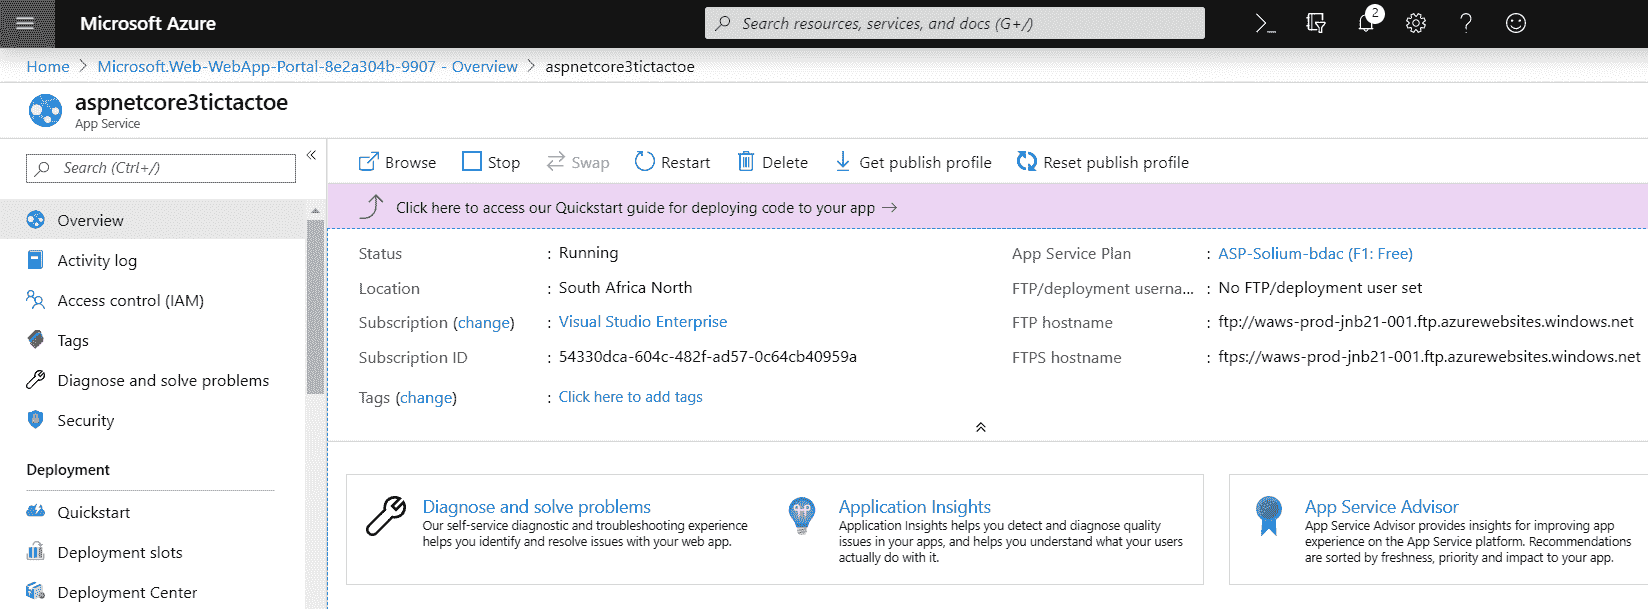 Microsoft Azure
Search resources, services, and docs (G+/)
2
Home > Microsoft.Web-WebApp-Portal-8e2a304b-9907 - Overview > aspnetcore3tictactoe
aspnetcore3tictactoe
App Service
Search (Ctrl+/)
Overview
Activity log
Access control (IAM)
Tags
Diagnose and solve problems
Security
Deployment
Quickstart
Deployment slots
Deployment Center
Browse Stop Swap Restart Delete Get publish profile Reset publish profile
Click here to access our Quickstart guide for deploying code to your app →
Status : Running
Location : South Africa North
Subscription (change) : Visual Studio Enterprise
Subscription ID : 54330dca-604c-482f-ad57-0c64cb40959a
Tags (change) : Click here to add tags
App Service Plan : ASP-Solium-bdac (F1: Free)
FTP/deployment userna... : No FTP/deployment user set
FTP hostname : ftp://waws-prod-jnb21-001.ftp.azurewebsites.windows.net
FTPS hostname : ftps://waws-prod-jnb21-001.ftp.azurewebsites.windows.net
Diagnose and solve problems
Our self-service diagnostic and troubleshooting experience
helps you identify and resolve issues with your web app.
Application Insights
Application Insights helps you detect and diagnose quality
issues in your apps, and helps you understand what your users
actually do with it.
App Service Advisor
App Service Advisor provides insights for improving app
experience on the App Service platform. Recommendations
are sorted by freshness, priority and impact to your app.